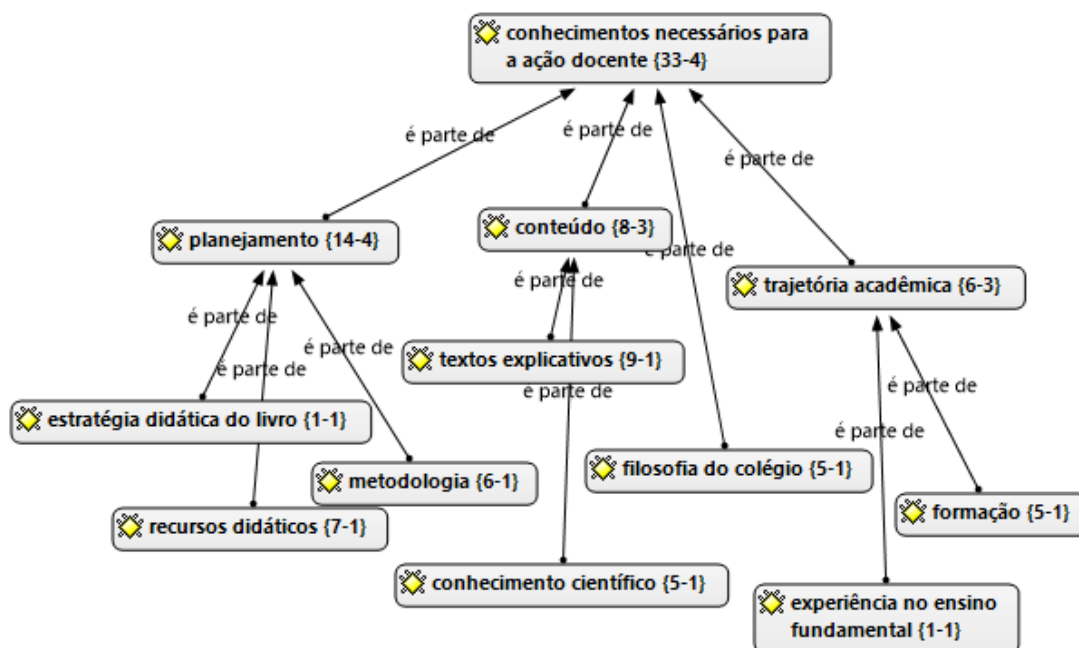 conhecimentos necessários para
a ação docente {33-4}
é parte de
é parte de
é parte de
planejamento {14-4}
conteúdo {8-3}
é parte de
trajetória acadêmica {6-3}
é parte de
é parte de
é parte de
é parte de
textos explicativos {9-1}
é parte de
é parte de
estratégia didática do livro {1-1}
é parte de
filosofia do colégio {5-1}
metodologia {6-1}
formação {5-1}
recursos didáticos {7-1}
conhecimento científico {5-1}
experiência no ensino
fundamental {1-1}